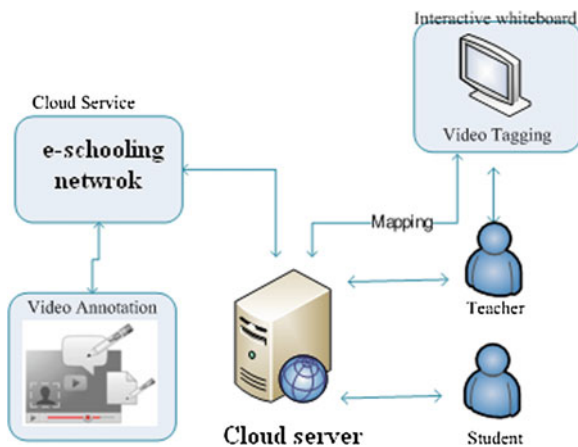 Interactive whiteboard
Video Tagging
Cloud Service
e-schooling
netwrok
Mapping
Video Annotation
Teacher
Cloud server
Student